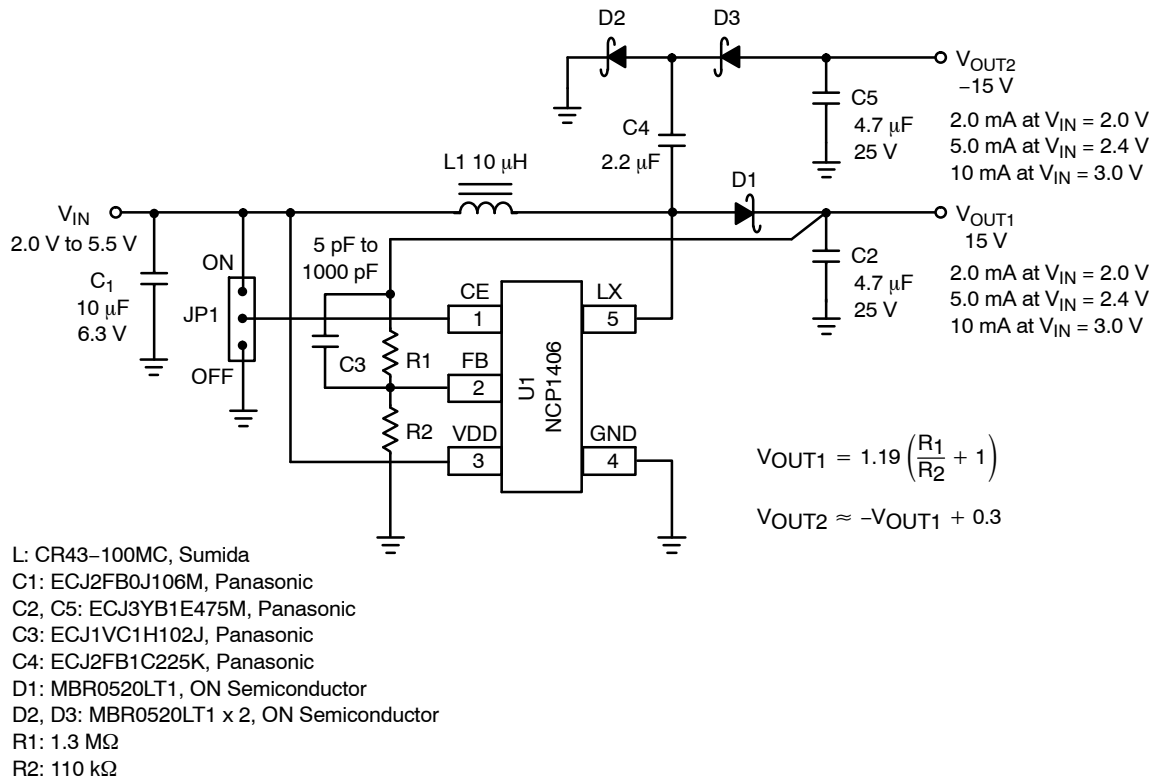 D2
D3
VOUT2
−15 V
C5
4.7 μF
25 V
2.0 mA at VIN = 2.0 V
5.0 mA at VIN = 2.4 V
10 mA at VIN = 3.0 V
C4
2.2 μF
L1 10 μH
D1
VIN
2.0 V to 5.5 V
VOUT1
15 V
C1
10 μF
6.3 V
ON
JP1
OFF
5 pF to
1000 pF
C3
R1
R2
CE
1
FB
2
VDD
3
U1
NCP1406
LX
5
GND
4
C2
4.7 μF
25 V
2.0 mA at VIN = 2.0 V
5.0 mA at VIN = 2.4 V
10 mA at VIN = 3.0 V
VOUT1 = 1.19 (R1/R2 + 1)
VOUT2 ≈ –VOUT1 + 0.3
L: CR43−100MC, Sumida
C1: ECJ2FB0J106M, Panasonic
C2, C5: ECJ3YB1E475M, Panasonic
C3: ECJ1VC1H102J, Panasonic
C4: ECJ2FB1C225K, Panasonic
D1: MBR0520LT1, ON Semiconductor
D2, D3: MBR0520LT1 x 2, ON Semiconductor
R1: 1.3 MΩ
R2: 110 kΩ